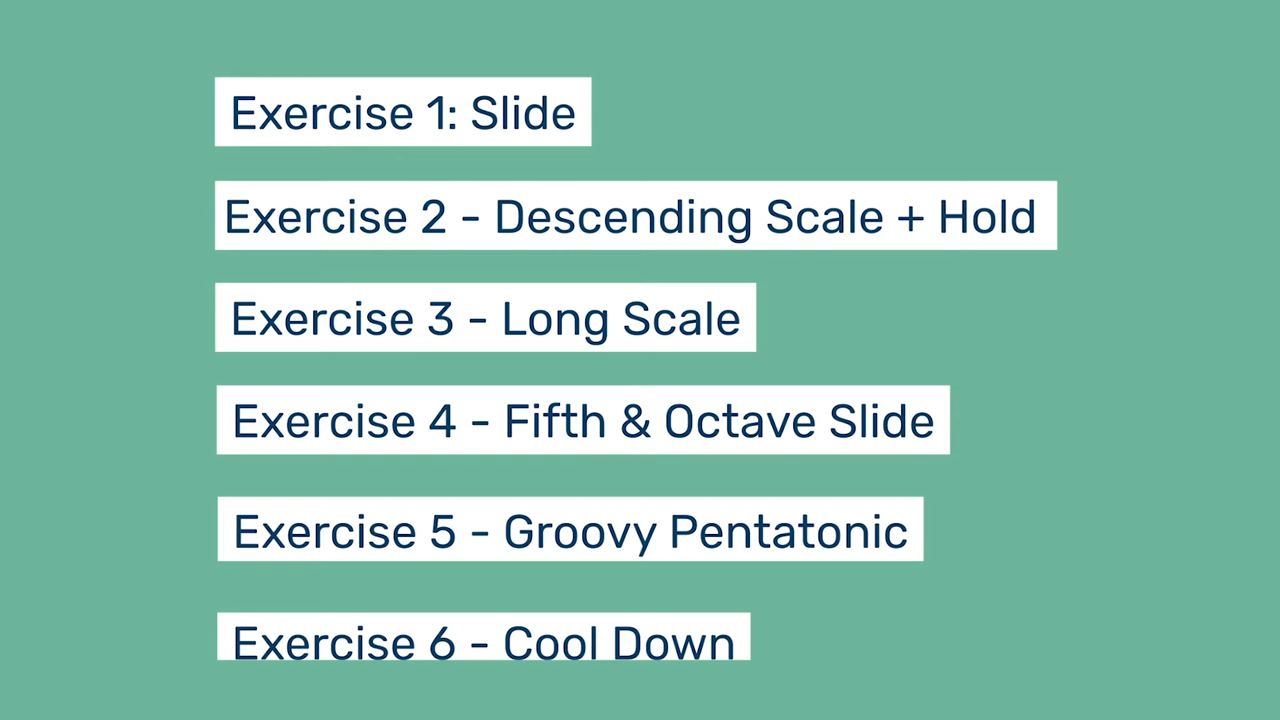 Exercise 1: Slide
Exercise 2 - Descending Scale + Hold
Exercise 3 - Long Scale
Exercise 4 - Fifth & Octave Slide
Exercise 5 - Groovy Pentatonic
Exercise 6 - Cool Down